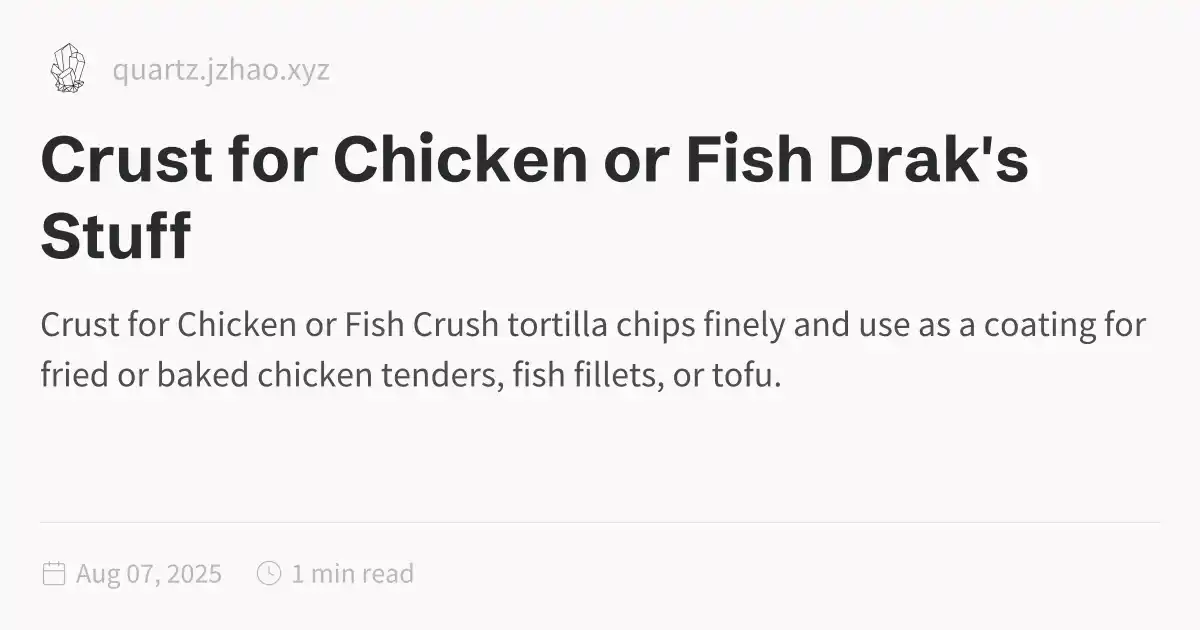 quartz.jzhao.xyz
Crust for Chicken or Fish Drak's
Stuff
Crust for Chicken or Fish Crush tortilla chips finely and use as a coating for
fried or baked chicken tenders, fish fillets, or tofu.
Aug 07, 2025 1 min read